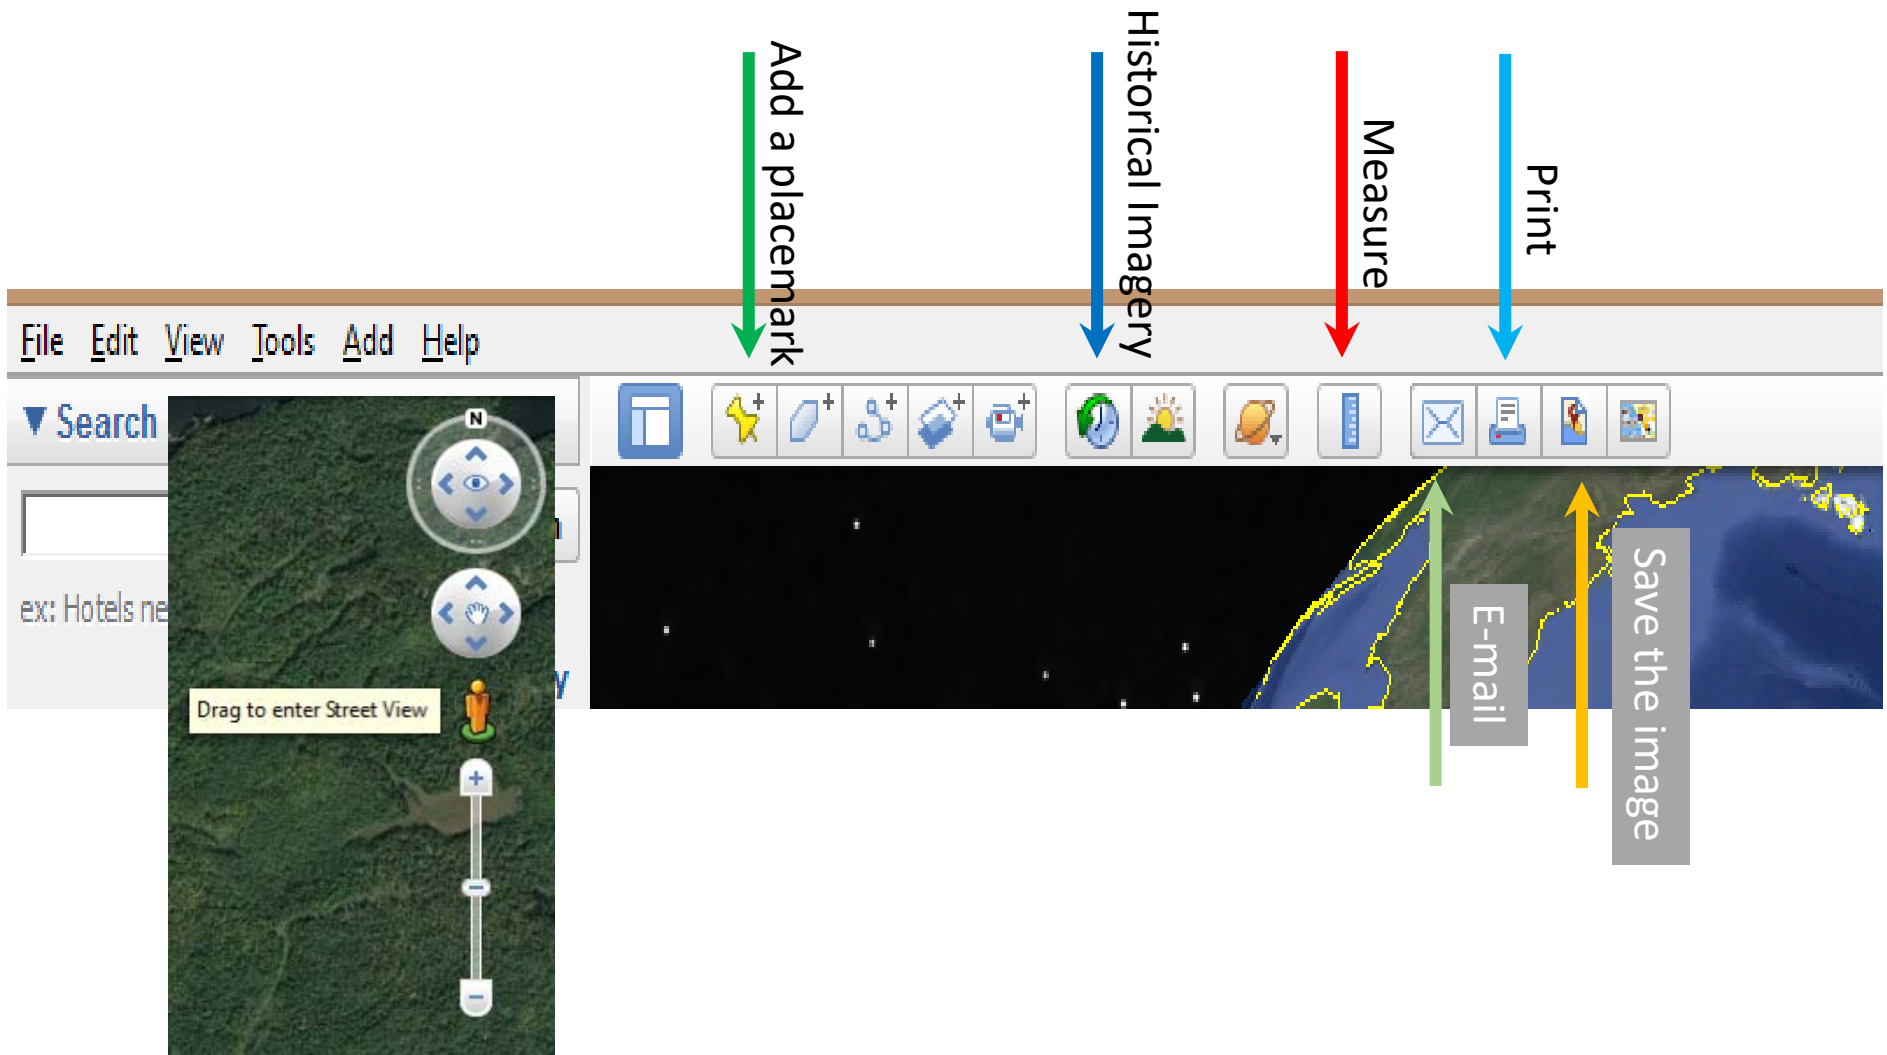 Add a placemark
Historical Imagery
Measure
Print
File Edit View Tools Add Help
Search
N
ex: Hotels ne
y
Drag to enter Street View
E-mail
Save the image